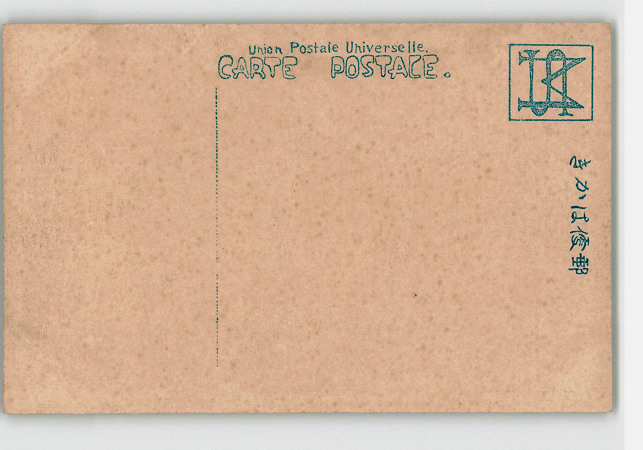 Union Postale Universelle.
CARTE POSTALE.
郵便はかき